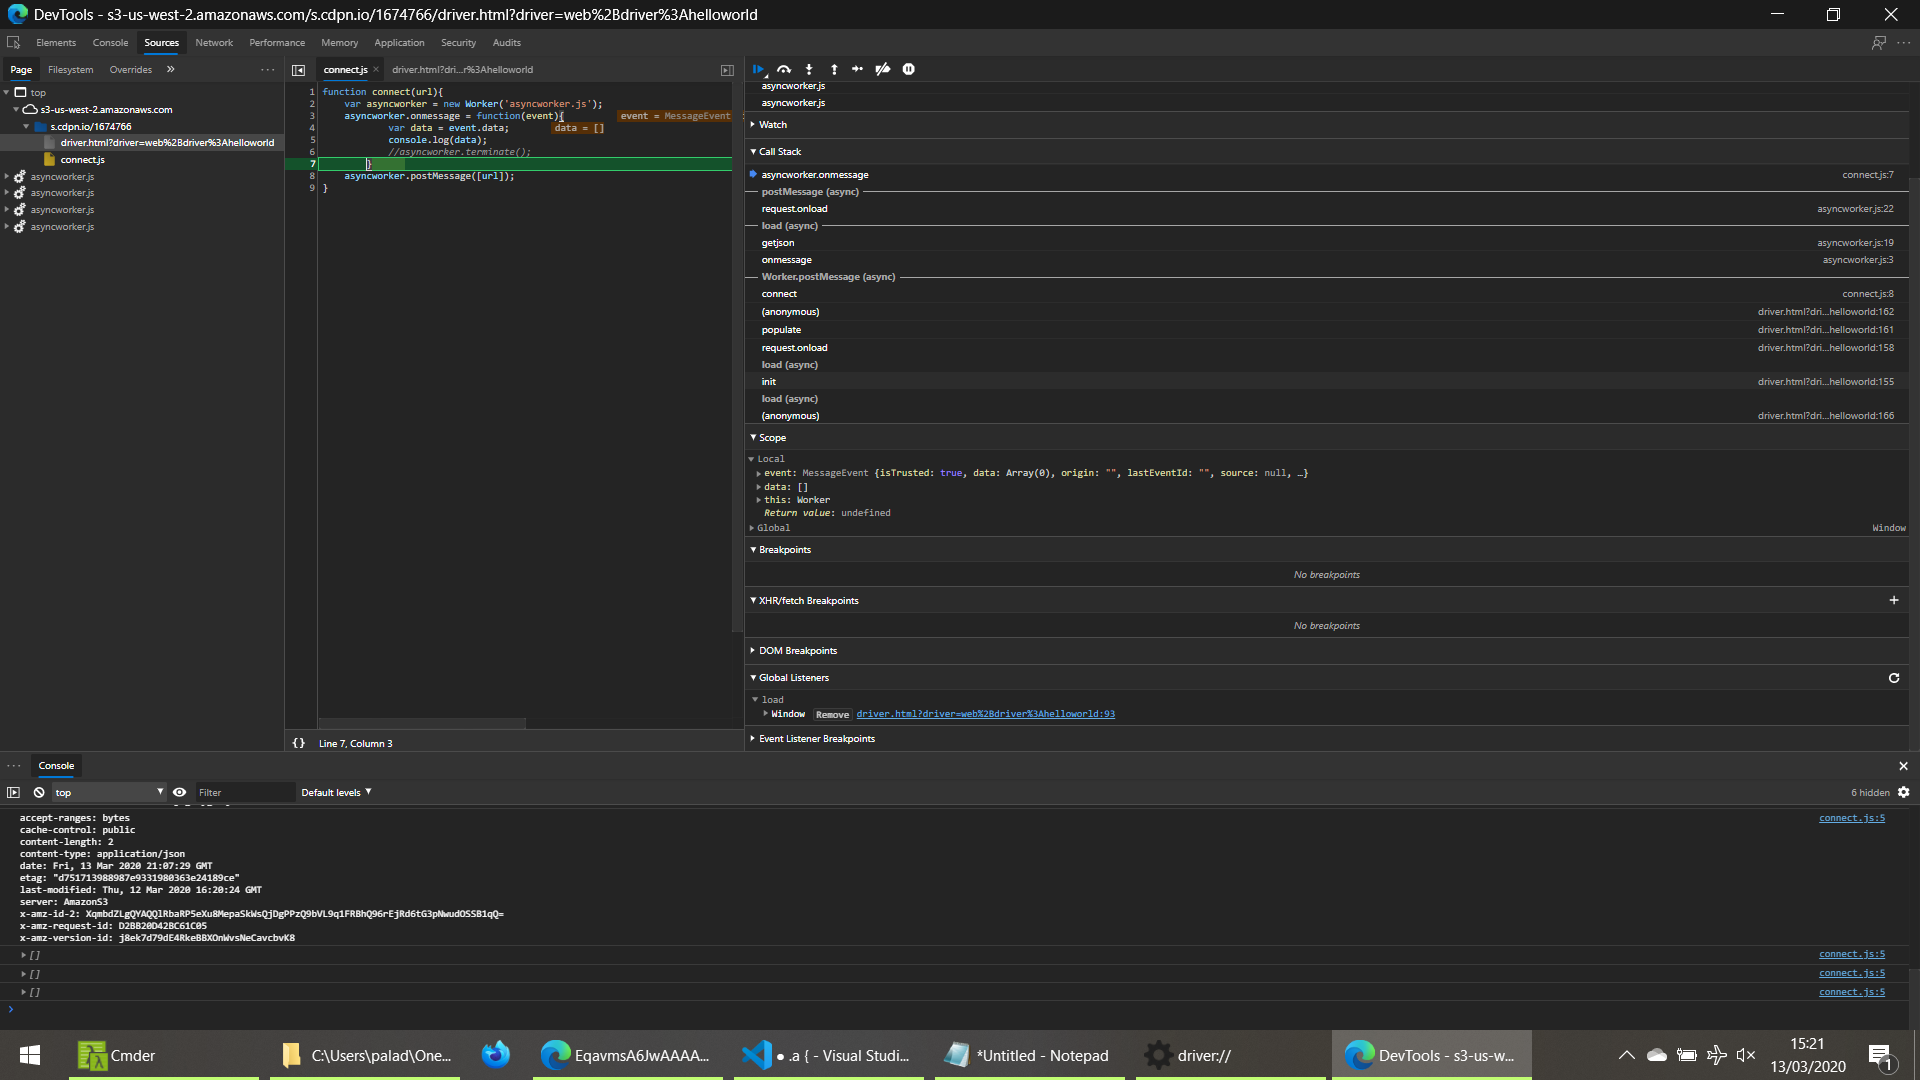 DevTools - s3-us-west-2.amazonaws.com/s.cdpn.io/1674766/driver.html?driver=web%2Bdriver%3Ahelloworld
Elements Console Sources Network Performance Memory Application Security Audits
Page Filesystem Overrides » ···
connect.js × driver.html?dri...r%3Ahelloworld
top
s3-us-west-2.amazonaws.com
s.cdpn.io/1674766
driver.html?driver=web%2Bdriver%3Ahelloworld
connect.js
asyncworker.js
asyncworker.js
asyncworker.js
asyncworker.js
1 function connect(url){
2 var asyncworker = new Worker('asyncworker.js');
3 asyncworker.onmessage = function(event){ event = MessageEvent
4 var data = event.data; data = []
5 console.log(data);
6 //asyncworker.terminate();
7 }
8 asyncworker.postMessage([url]);
9 }
{} Line 7, Column 3
asyncworker.js
asyncworker.js
Watch
Call Stack
asyncworker.onmessage connect.js:7
postMessage (async)
request.onload asyncworker.js:22
load (async)
getjson asyncworker.js:19
onmessage asyncworker.js:3
Worker.postMessage (async)
connect connect.js:8
(anonymous) driver.html?dri...helloworld:162
populate driver.html?dri...helloworld:161
request.onload driver.html?dri...helloworld:158
load (async)
init driver.html?dri...helloworld:155
load (async)
(anonymous) driver.html?dri...helloworld:166
Scope
Local
event: MessageEvent {isTrusted: true, data: Array(0), origin: "", lastEventId: "", source: null, …}
data: []
this: Worker
Return value: undefined
Global Window
Breakpoints
No breakpoints
XHR/fetch Breakpoints +
No breakpoints
DOM Breakpoints
Global Listeners
load
Window Remove driver.html?driver=web%2Bdriver%3Ahelloworld:93
Event Listener Breakpoints
··· Console ×
top Filter Default levels 6 hidden
accept-ranges: bytes connect.js:5
cache-control: public
content-length: 2
content-type: application/json
date: Fri, 13 Mar 2020 21:07:29 GMT
etag: "d751713988987e9331980363e24189ce"
last-modified: Thu, 12 Mar 2020 16:20:24 GMT
server: AmazonS3
x-amz-id-2: XqmbdZLgQYAQQlRbaRP5eXu8MepaSkWsQjDgPPzQ9bVL9q1FRBhQ96rEjRd6tG3pNwudOSSB1qQ=
x-amz-request-id: D2BB20D42BC61C05
x-amz-version-id: j8ek7d79dE4RkeBBXOnWvsNeCavcbvK8
[] connect.js:5
[] connect.js:5
[] connect.js:5
Cmder C:\Users\palad\One... EqavmsA6JwAAAA... ● .a { - Visual Studi... *Untitled - Notepad driver:// DevTools - s3-us-w...
15:21
13/03/2020
1